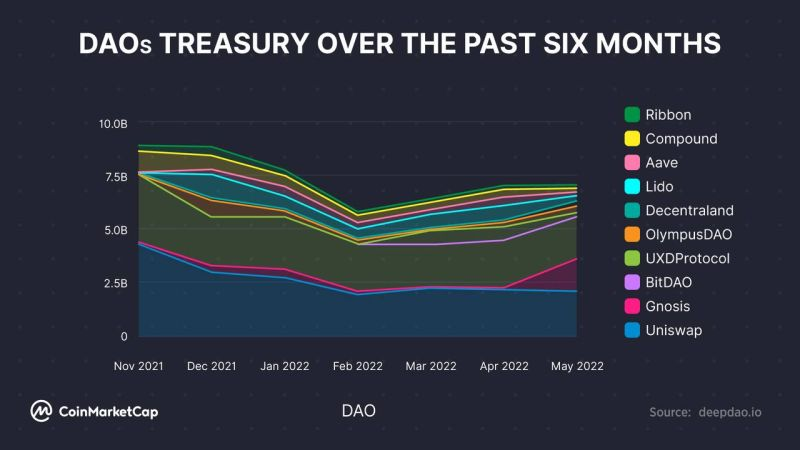 DAOs TREASURY OVER THE PAST SIX MONTHS
10.0B
7.5B
5.0B
2.5B
0
Nov 2021 Dec 2021 Jan 2022 Feb 2022 Mar 2022 Apr 2022 May 2022
Ribbon
Compound
Aave
Lido
Decentraland
OlympusDAO
UXDProtocol
BitDAO
Gnosis
Uniswap
CoinMarketCap
DAO
Source: deepdao.io